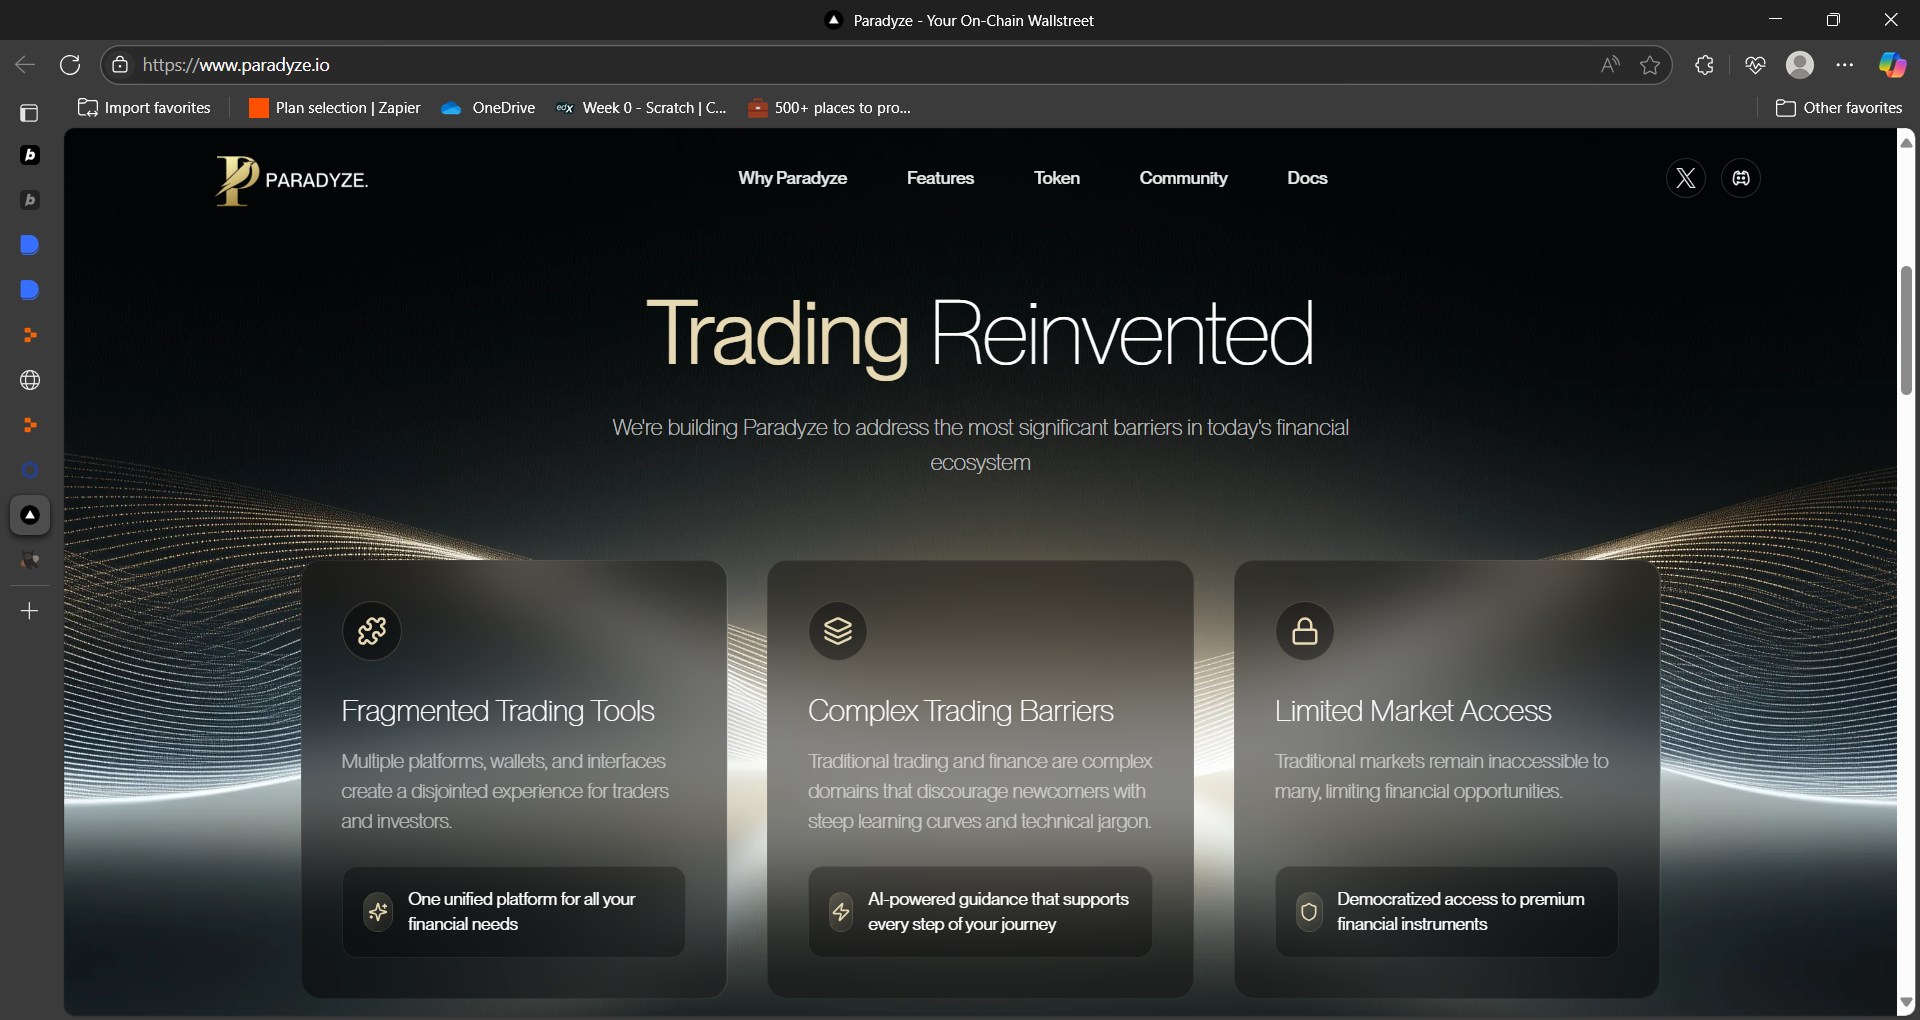 Paradyze - Your On-Chain Wallstreet
https://www.paradyze.io
Import favorites
Plan selection | Zapier
OneDrive
edX
Week 0 - Scratch | C...
500+ places to pro...
Other favorites
PARADYZE.
Why Paradyze
Features
Token
Community
Docs
Trading Reinvented
We're building Paradyze to address the most significant barriers in today's financial
ecosystem
Fragmented Trading Tools
Multiple platforms, wallets, and interfaces
create a disjointed experience for traders
and investors.
One unified platform for all your
financial needs
Complex Trading Barriers
Traditional trading and finance are complex
domains that discourage newcomers with
steep learning curves and technical jargon.
AI-powered guidance that supports
every step of your journey
Limited Market Access
Traditional markets remain inaccessible to
many, limiting financial opportunities.
Democratized access to premium
financial instruments